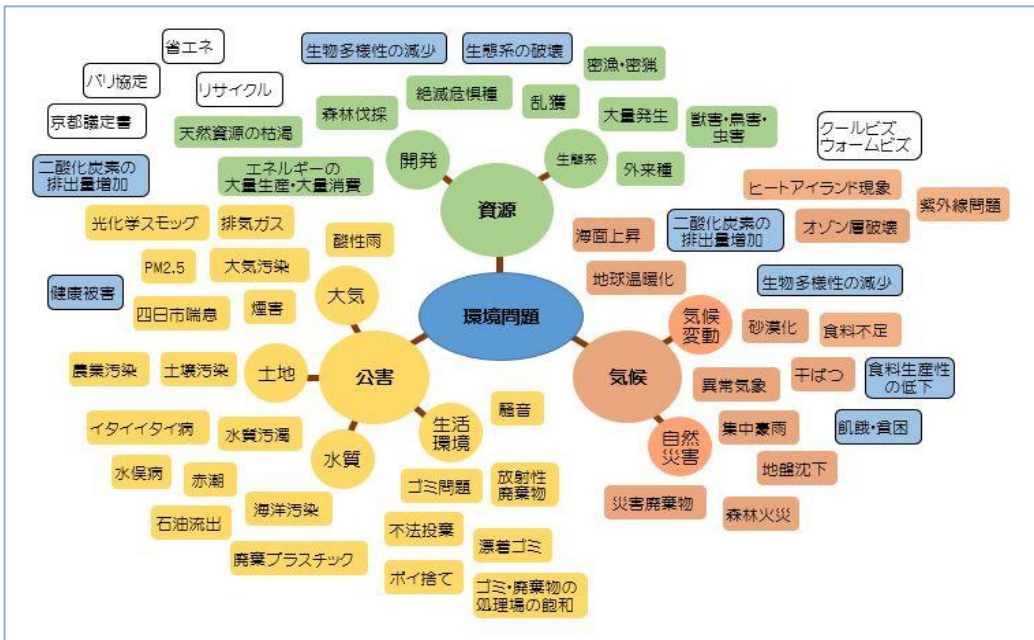 省エネ
生物多様性の減少
生態系の破壊
密漁・密猟
パリ協定
リサイクル
絶滅危惧種
乱獲
京都議定書
天然資源の枯渇
森林伐採
大量発生
獣害・鳥害・
虫害
クールビズ
ウォームビズ
二酸化炭素の
排出量増加
エネルギーの
大量生産・大量消費
開発
生態系
外来種
資源
ヒートアイランド現象
紫外線問題
光化学スモッグ
排気ガス
酸性雨
海面上昇
二酸化炭素の
排出量増加
オゾン層破壊
PM2.5
大気汚染
健康被害
四日市喘息
煙害
大気
地球温暖化
生物多様性の減少
環境問題
気候
変動
砂漠化
食料不足
農業汚染
土壌汚染
土地
公害
気候
異常気象
干ばつ
食料生産性
の低下
イタイイタイ病
水質汚濁
水質
生活
環境
騒音
自然
災害
集中豪雨
飢餓・貧困
水俣病
赤潮
地盤沈下
石油流出
海洋汚染
ゴミ問題
放射性
廃棄物
災害廃棄物
森林火災
廃棄プラスチック
不法投棄
漂着ゴミ
ポイ捨て
ゴミ・廃棄物の
処理場の飽和